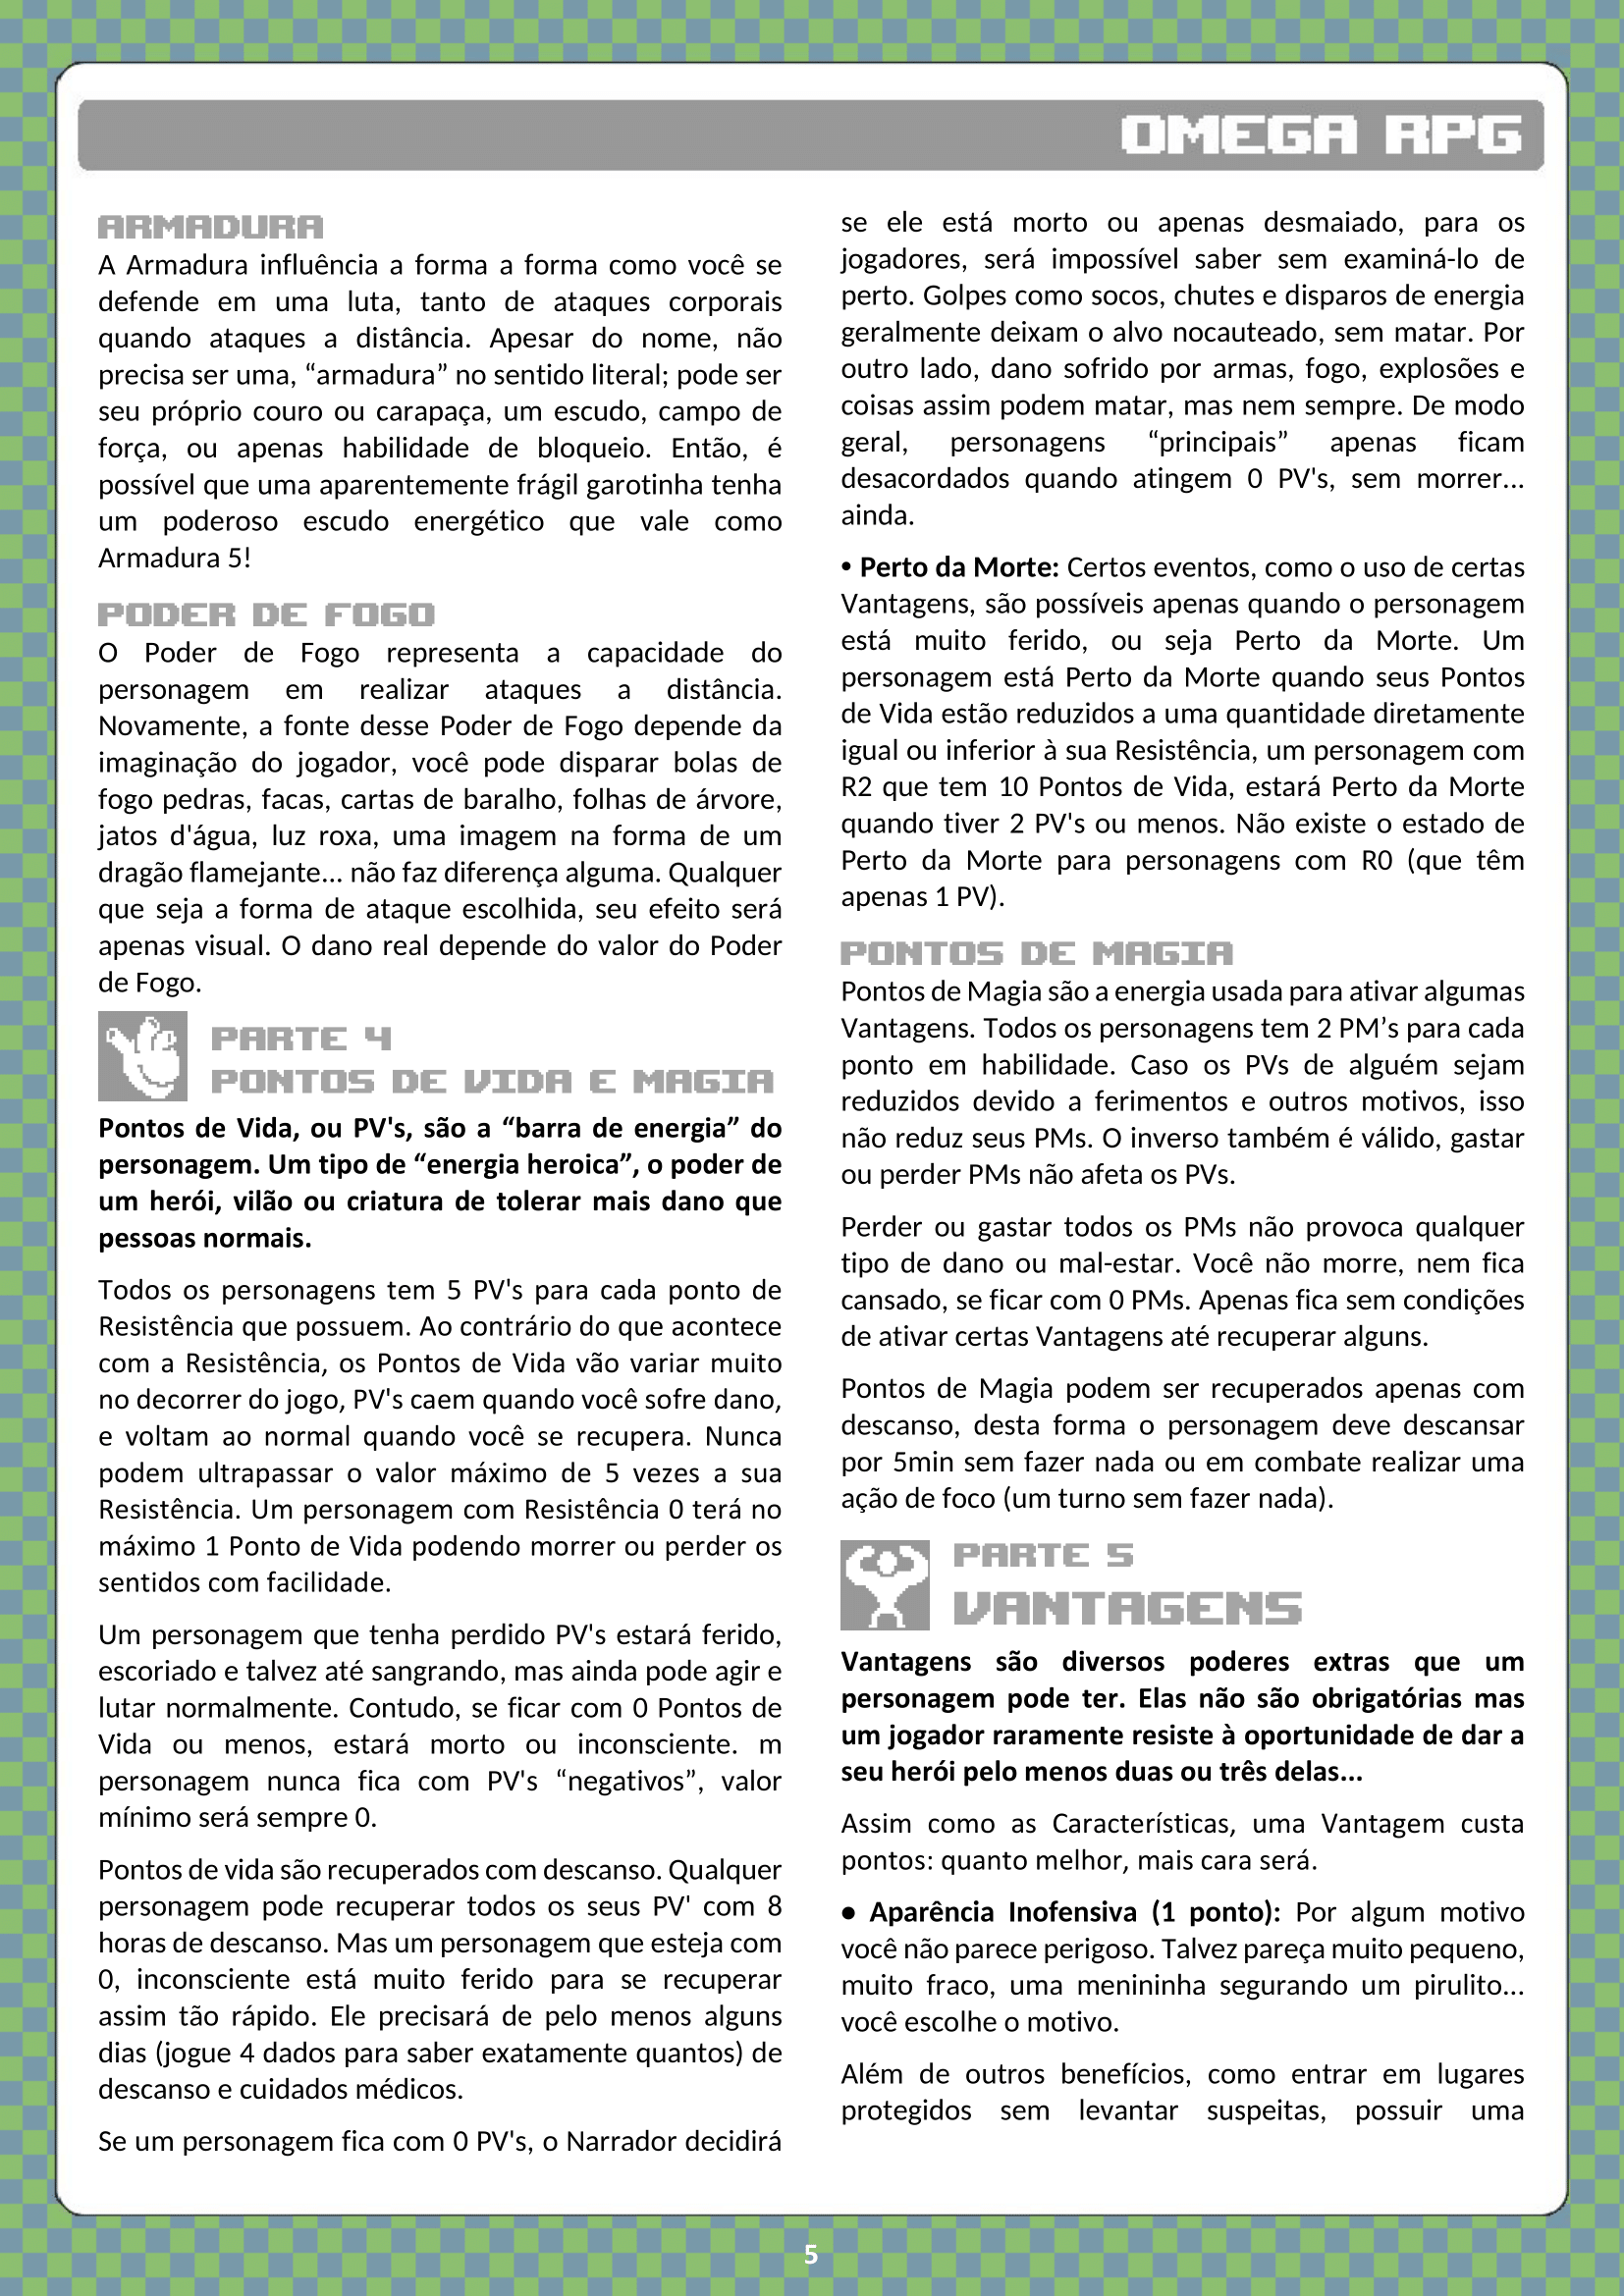 OMEGA RPG
ARMADURA
A Armadura influência a forma a forma como você se
defende em uma luta, tanto de ataques corporais
quando ataques a distância. Apesar do nome, não
precisa ser uma, “armadura” no sentido literal; pode ser
seu próprio couro ou carapaça, um escudo, campo de
força, ou apenas habilidade de bloqueio. Então, é
possível que uma aparentemente frágil garotinha tenha
um poderoso escudo energético que vale como
Armadura 5!
PODER DE FOGO
O Poder de Fogo representa a capacidade do
personagem em realizar ataques a distância.
Novamente, a fonte desse Poder de Fogo depende da
imaginação do jogador, você pode disparar bolas de
fogo pedras, facas, cartas de baralho, folhas de árvore,
jatos d'água, luz roxa, uma imagem na forma de um
dragão flamejante... não faz diferença alguma. Qualquer
que seja a forma de ataque escolhida, seu efeito será
apenas visual. O dano real depende do valor do Poder
de Fogo.
PARTE 4
PONTOS DE VIDA E MAGIA
Pontos de Vida, ou PV's, são a “barra de energia” do
personagem. Um tipo de “energia heroica”, o poder de
um herói, vilão ou criatura de tolerar mais dano que
pessoas normais.
Todos os personagens tem 5 PV's para cada ponto de
Resistência que possuem. Ao contrário do que acontece
com a Resistência, os Pontos de Vida vão variar muito
no decorrer do jogo, PV's caem quando você sofre dano,
e voltam ao normal quando você se recupera. Nunca
podem ultrapassar o valor máximo de 5 vezes a sua
Resistência. Um personagem com Resistência 0 terá no
máximo 1 Ponto de Vida podendo morrer ou perder os
sentidos com facilidade.
Um personagem que tenha perdido PV's estará ferido,
escoriado e talvez até sangrando, mas ainda pode agir e
lutar normalmente. Contudo, se ficar com 0 Pontos de
Vida ou menos, estará morto ou inconsciente. m
personagem nunca fica com PV's “negativos”, valor
mínimo será sempre 0.
Pontos de vida são recuperados com descanso. Qualquer
personagem pode recuperar todos os seus PV' com 8
horas de descanso. Mas um personagem que esteja com
0, inconsciente está muito ferido para se recuperar
assim tão rápido. Ele precisará de pelo menos alguns
dias (jogue 4 dados para saber exatamente quantos) de
descanso e cuidados médicos.
Se um personagem fica com 0 PV's, o Narrador decidirá
se ele está morto ou apenas desmaiado, para os
jogadores, será impossível saber sem examiná-lo de
perto. Golpes como socos, chutes e disparos de energia
geralmente deixam o alvo nocauteado, sem matar. Por
outro lado, dano sofrido por armas, fogo, explosões e
coisas assim podem matar, mas nem sempre. De modo
geral, personagens “principais” apenas ficam
desacordados quando atingem 0 PV's, sem morrer...
ainda.
• Perto da Morte: Certos eventos, como o uso de certas
Vantagens, são possíveis apenas quando o personagem
está muito ferido, ou seja Perto da Morte. Um
personagem está Perto da Morte quando seus Pontos
de Vida estão reduzidos a uma quantidade diretamente
igual ou inferior à sua Resistência, um personagem com
R2 que tem 10 Pontos de Vida, estará Perto da Morte
quando tiver 2 PV's ou menos. Não existe o estado de
Perto da Morte para personagens com R0 (que têm
apenas 1 PV).
PONTOS DE MAGIA
Pontos de Magia são a energia usada para ativar algumas
Vantagens. Todos os personagens tem 2 PM’s para cada
ponto em habilidade. Caso os PVs de alguém sejam
reduzidos devido a ferimentos e outros motivos, isso
não reduz seus PMs. O inverso também é válido, gastar
ou perder PMs não afeta os PVs.
Perder ou gastar todos os PMs não provoca qualquer
tipo de dano ou mal-estar. Você não morre, nem fica
cansado, se ficar com 0 PMs. Apenas fica sem condições
de ativar certas Vantagens até recuperar alguns.
Pontos de Magia podem ser recuperados apenas com
descanso, desta forma o personagem deve descansar
por 5min sem fazer nada ou em combate realizar uma
ação de foco (um turno sem fazer nada).
PARTE 5
VANTAGENS
Vantagens são diversos poderes extras que um
personagem pode ter. Elas não são obrigatórias mas
um jogador raramente resiste à oportunidade de dar a
seu herói pelo menos duas ou três delas...
Assim como as Características, uma Vantagem custa
pontos: quanto melhor, mais cara será.
● Aparência Inofensiva (1 ponto): Por algum motivo
você não parece perigoso. Talvez pareça muito pequeno,
muito fraco, uma menininha segurando um pirulito...
você escolhe o motivo.
Além de outros benefícios, como entrar em lugares
protegidos sem levantar suspeitas, possuir uma
5